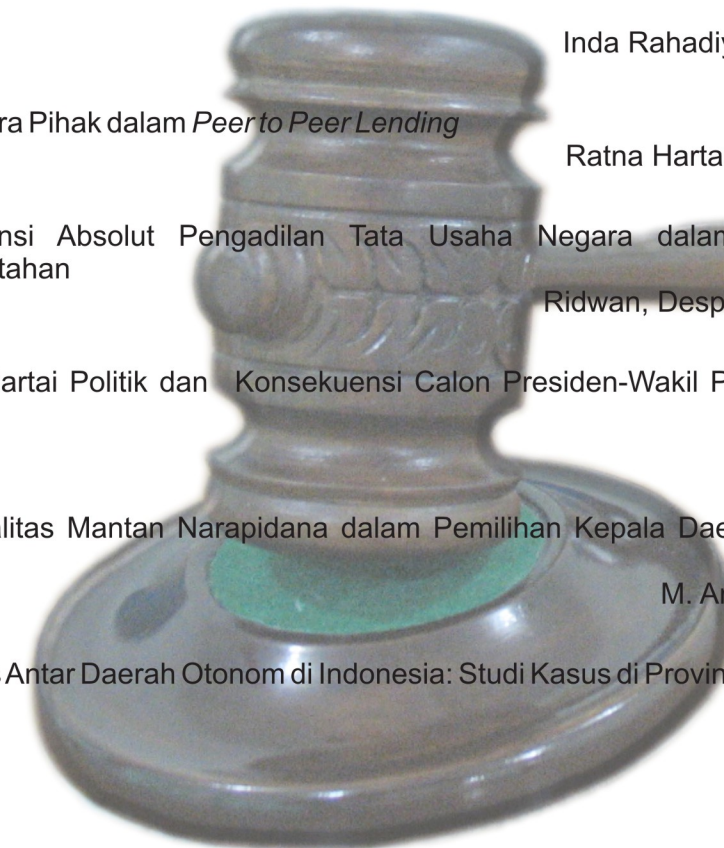 Inda Rahadiy
ra Pihak dalam Peer to Peer Lending
Ratna Harta
nsi Absolut Pengadilan Tata Usaha Negara dalam
tahan
Ridwan, Desp
artai Politik dan Konsekuensi Calon Presiden-Wakil P
alitas Mantan Narapidana dalam Pemilihan Kepala Dae
M. Ar
Antar Daerah Otonom di Indonesia: Studi Kasus di Provin